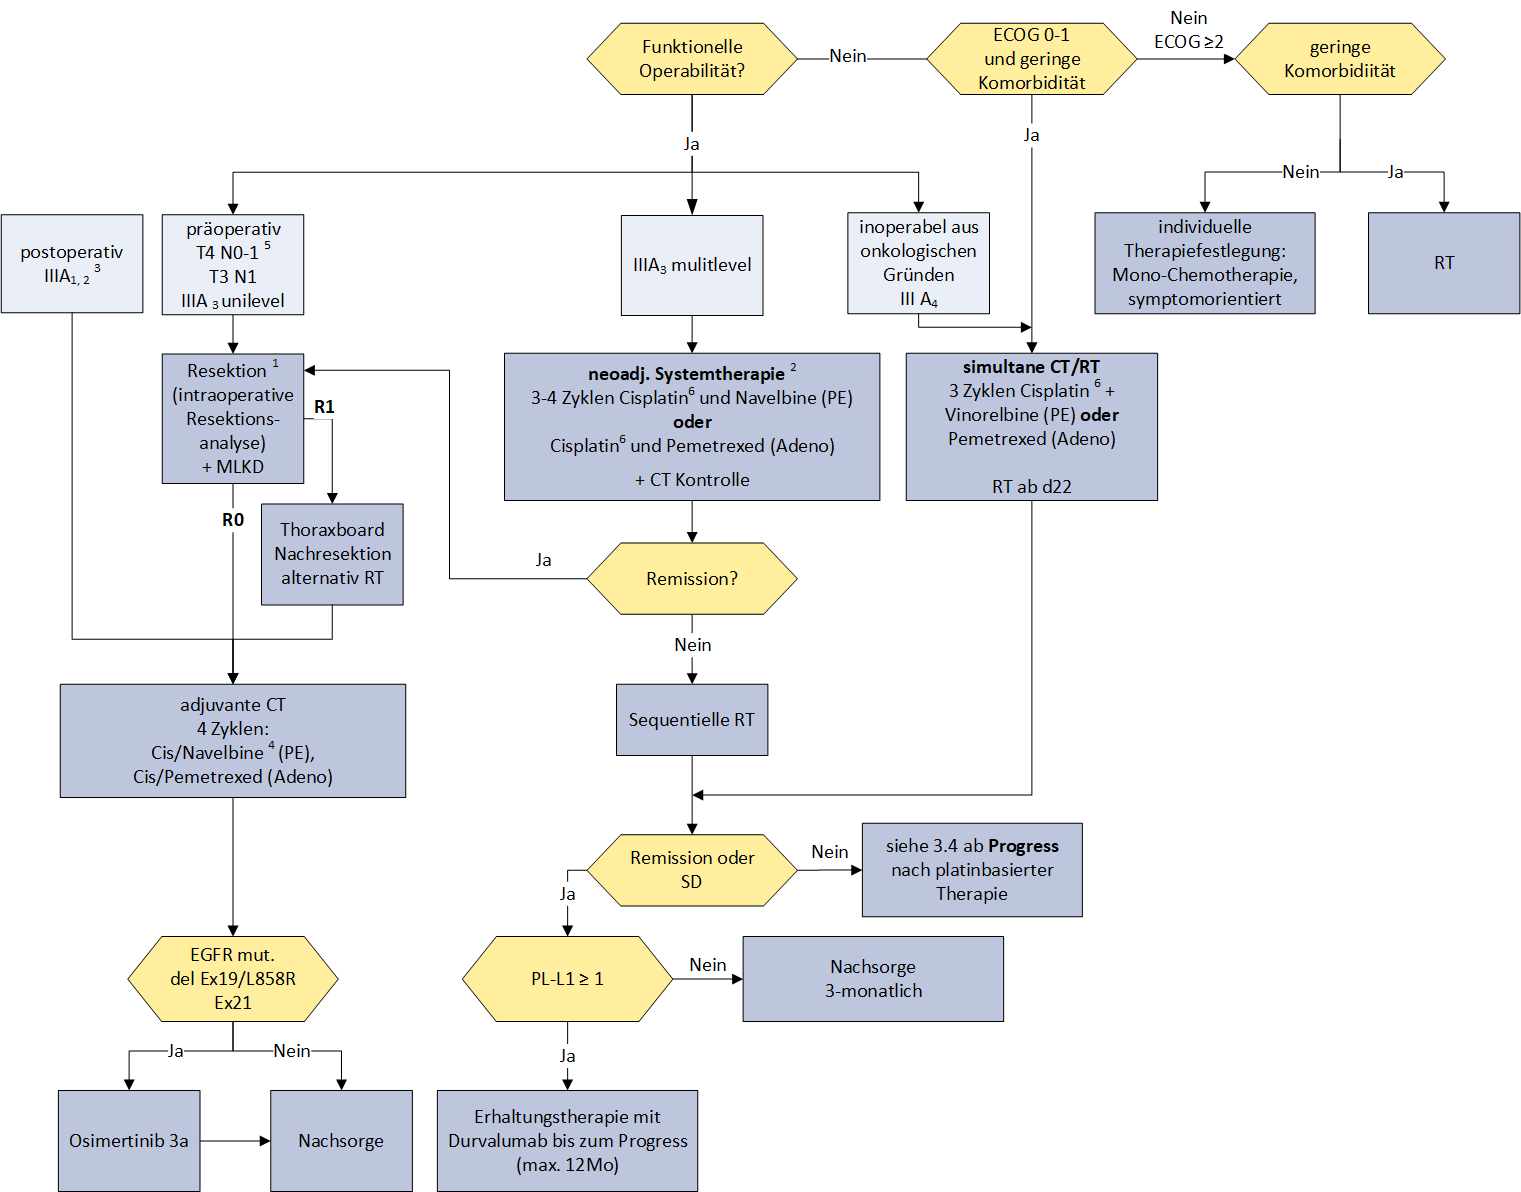 Funktionelle
Operabilität?
Nein
ECOG 0-1
und geringe
Komorbidität
Nein
ECOG ≥2
geringe
Komorbidiität
Ja
Ja
Nein
Ja
postoperativ
IIIA1, 2 3
präoperativ
T4 N0-1 5
T3 N1
IIIA 3 unilevel
IIIA3 mulitlevel
inoperabel aus
onkologischen
Gründen
III A4
individuelle
Therapiefestlegung:
Mono-Chemotherapie,
symptomorientiert
RT
Resektion 1
(intraoperative
Resektions-
analyse)
+ MLKD
R1
R0
Thoraxboard
Nachresektion
alternativ RT
neoadj. Systemtherapie 2
3-4 Zyklen Cisplatin6 und Navelbine (PE)
oder
Cisplatin6 und Pemetrexed (Adeno)
+ CT Kontrolle
simultane CT/RT
3 Zyklen Cisplatin 6 +
Vinorelbine (PE) oder
Pemetrexed (Adeno)
RT ab d22
Ja
Remission?
Nein
Sequentielle RT
adjuvante CT
4 Zyklen:
Cis/Navelbine 4 (PE),
Cis/Pemetrexed (Adeno)
Remission oder
SD
Nein
siehe 3.4 ab Progress
nach platinbasierter
Therapie
Ja
EGFR mut.
del Ex19/L858R
Ex21
PL-L1 ≥ 1
Nein
Nachsorge
3-monatlich
Ja
Nein
Ja
Osimertinib 3a
Nachsorge
Erhaltungstherapie mit
Durvalumab bis zum Progress
(max. 12Mo)